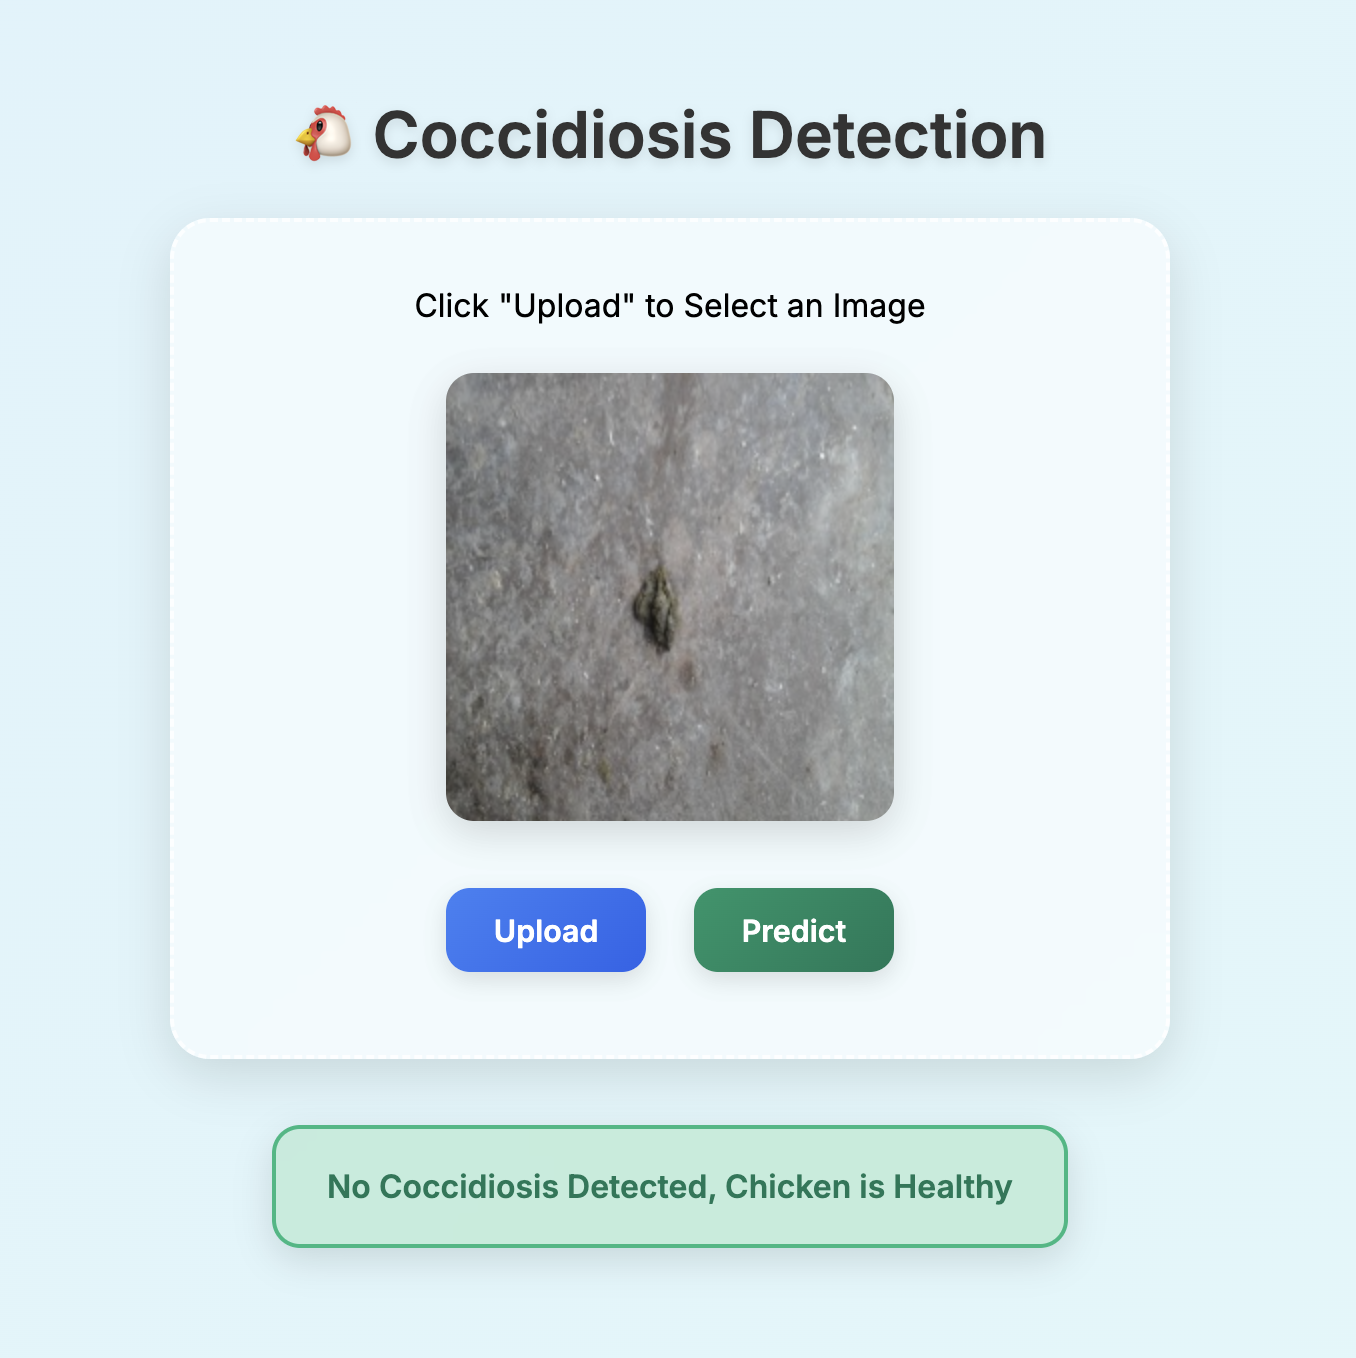 Coccidiosis Detection
Click "Upload" to Select an Image
Upload
Predict
No Coccidiosis Detected, Chicken is Healthy